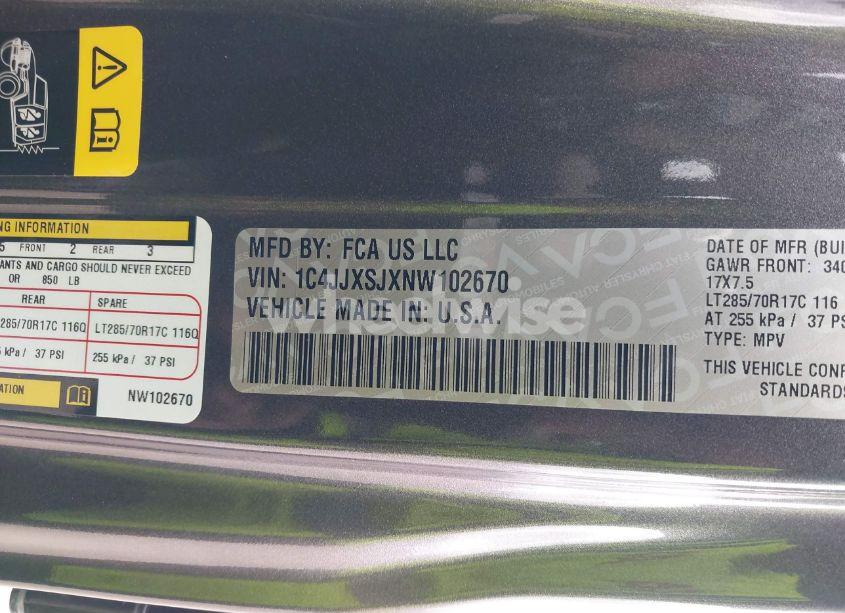 NG INFORMATION
5 FRONT 2 REAR 3
ANTS AND CARGO SHOULD NEVER EXCEED
OR 850 LB
REAR SPARE
285/70R17C 116Q LT285/70R17C 116Q
kPa / 37 PSI 255 kPa / 37 PSI
ATION
NW102670
MFD BY: FCA US LLC
VIN: 1C4JJXSJXNW102670
VEHICLE MADE IN: U.S.A.
wisewise
DATE OF MFR (BUI
GAWR FRONT: 340
17X7.5
LT285/70R17C 116
AT 255 kPa / 37 PS
TYPE: MPV
THIS VEHICLE CONF
STANDARDS